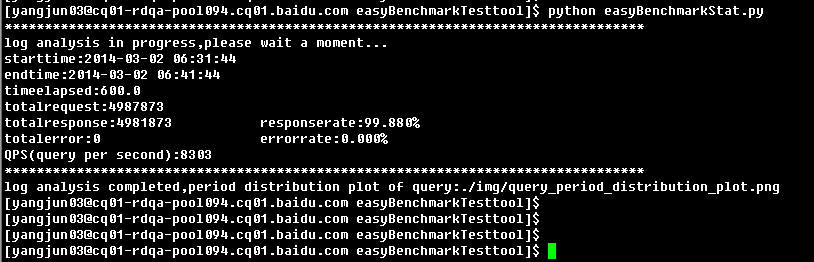 [yangjun03@cq01-rdqa-pool094.cq01.baidu.com easyBenchmarkTesttool]$ python easyBenchmarkStat.py
********************************************************************************
log analysis in progress,please wait a moment...
starttime:2014-03-02 06:31:44
endtime:2014-03-02 06:41:44
timeelapsed:600.0
totalrequest:4987873
totalresponse:4981873 responserate:99.880%
totalerror:0 errorrate:0.000%
QPS(query per second):8303
********************************************************************************
log analysis completed,period distribution plot of query:./img/query_period_distribution_plot.png
[yangjun03@cq01-rdqa-pool094.cq01.baidu.com easyBenchmarkTesttool]$
[yangjun03@cq01-rdqa-pool094.cq01.baidu.com easyBenchmarkTesttool]$
[yangjun03@cq01-rdqa-pool094.cq01.baidu.com easyBenchmarkTesttool]$
[yangjun03@cq01-rdqa-pool094.cq01.baidu.com easyBenchmarkTesttool]$